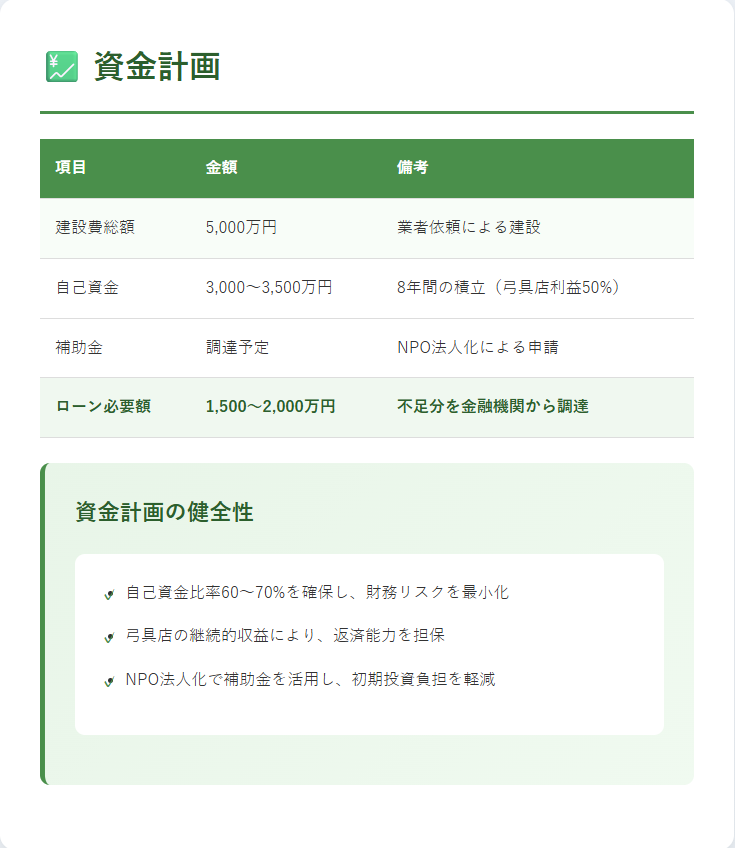 資金計画
項目 金額 備考
建設費総額 5,000万円 業者依頼による建設
自己資金 3,000〜3,500万円 8年間の積立（弓具店利益50%）
補助金 調達予定 NPO法人化による申請
ローン必要額 1,500〜2,000万円 不足分を金融機関から調達
資金計画の健全性
自己資金比率60〜70%を確保し、財務リスクを最小化
弓具店の継続的収益により、返済能力を担保
NPO法人化で補助金を活用し、初期投資負担を軽減